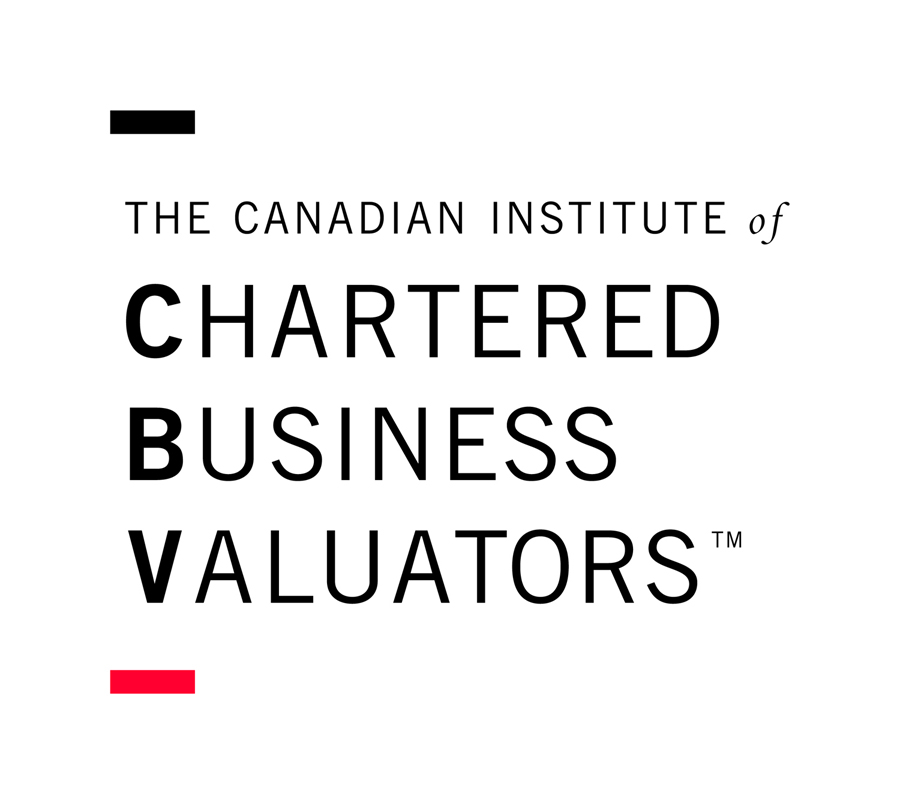 THE CANADIAN INSTITUTE of
CHARTERED
BUSINESS
VALUATORS™